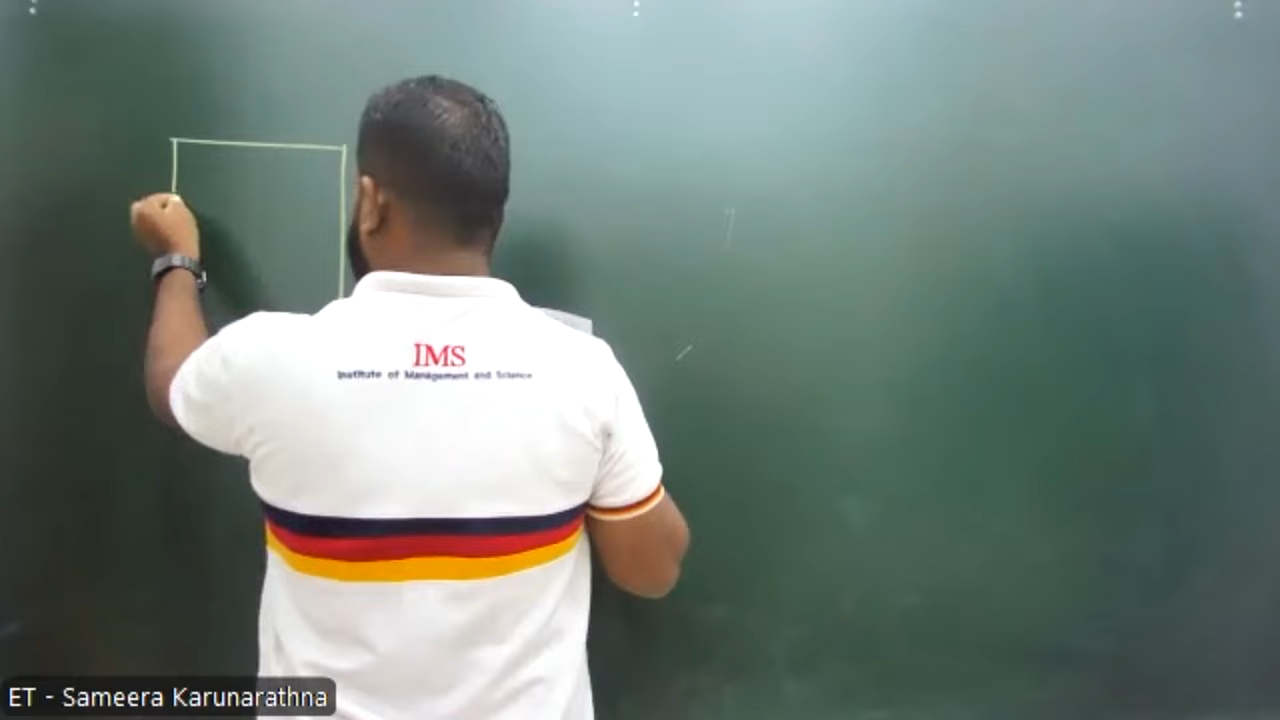 IMS
Institute of Management and Science
ET - Sameera Karunarathna